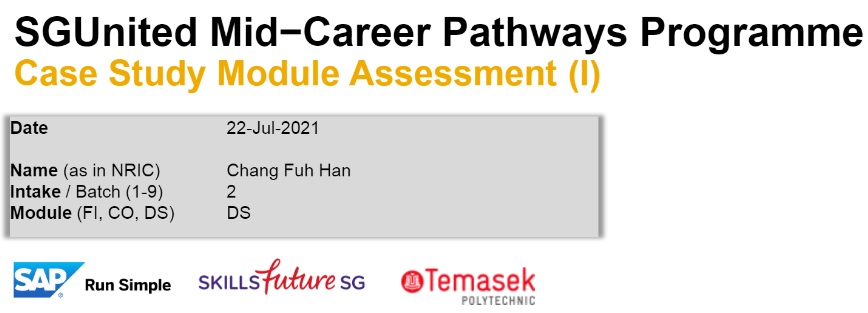 SGUnited Mid-Career Pathways Programme
Case Study Module Assessment (I)
Date 22-Jul-2021
Name (as in NRIC) Chang Fuh Han
Intake / Batch (1-9) 2
Module (FI, CO, DS) DS
SAP® Run Simple SKILLSfuture SG Temasek
POLYTECHNIC